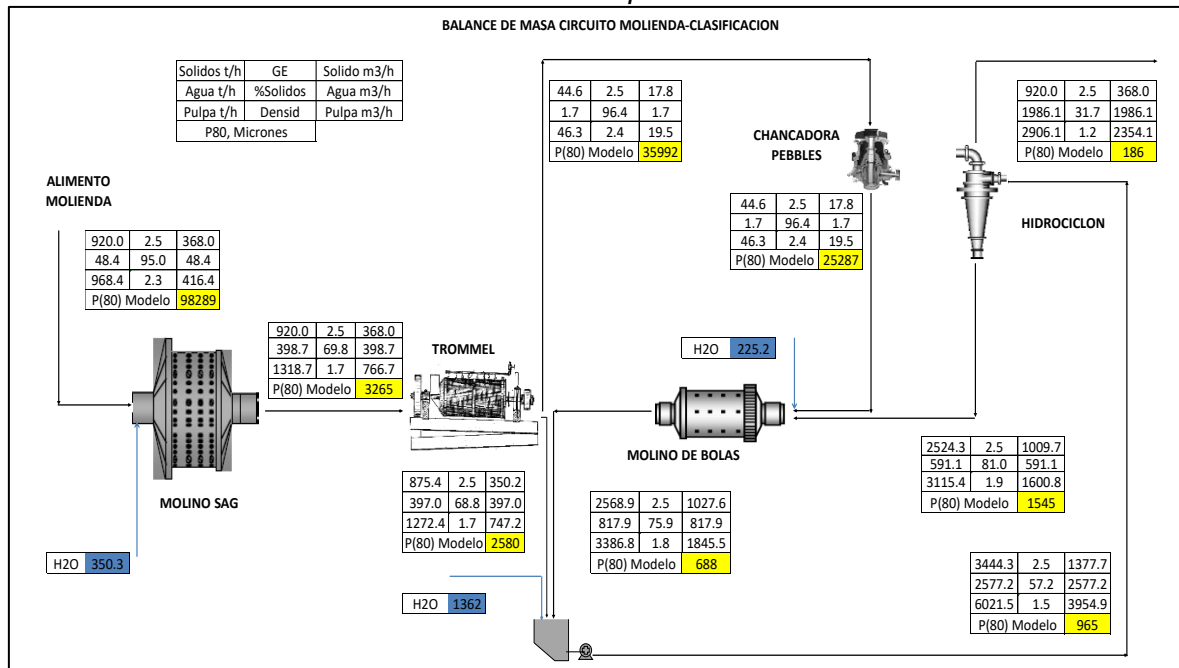 BALANCE DE MASA CIRCUITO MOLIENDA-CLASIFICACION
Solidos t/h GE Solido m3/h
Agua t/h %Solidos Agua m3/h
Pulpa t/h Densid Pulpa m3/h
P80, Micrones
44.6 2.5 17.8
1.7 96.4 1.7
46.3 2.4 19.5
P(80) Modelo 35992
CHANCADORA
PEBBLES
920.0 2.5 368.0
1986.1 31.7 1986.1
2906.1 1.2 2354.1
P(80) Modelo 186
ALIMENTO
MOLIENDA
920.0 2.5 368.0
48.4 95.0 48.4
968.4 2.3 416.4
P(80) Modelo 98289
44.6 2.5 17.8
1.7 96.4 1.7
46.3 2.4 19.5
P(80) Modelo 25287
HIDROCICLON
920.0 2.5 368.0
398.7 69.8 398.7
1318.7 1.7 766.7
P(80) Modelo 3265
TROMMEL
H2O 225.2
MOLINO DE BOLAS
MOLINO SAG
875.4 2.5 350.2
397.0 68.8 397.0
1272.4 1.7 747.2
P(80) Modelo 2580
2568.9 2.5 1027.6
817.9 75.9 817.9
3386.8 1.8 1845.5
P(80) Modelo 688
2524.3 2.5 1009.7
591.1 81.0 591.1
3115.4 1.9 1600.8
P(80) Modelo 1545
H2O 350.3
H2O 1362
3444.3 2.5 1377.7
2577.2 57.2 2577.2
6021.5 1.5 3954.9
P(80) Modelo 965